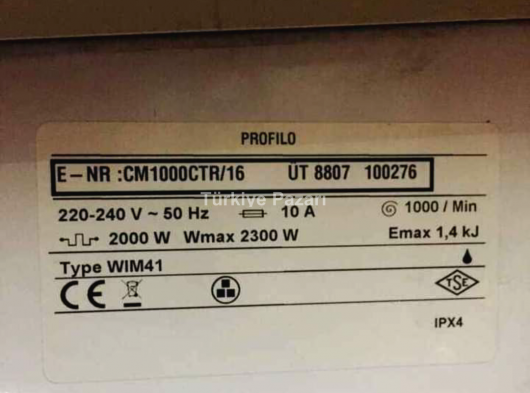 PROFILO
E-NR :CM1000CTR/16 ÜT 8807 100276
Türkiye Pazarı
220-240 V ~ 50 Hz 10 A 1000 / Min
2000 W Wmax 2300 W Emax 1,4 kJ
Type WIM41
CE TSE
IPX4